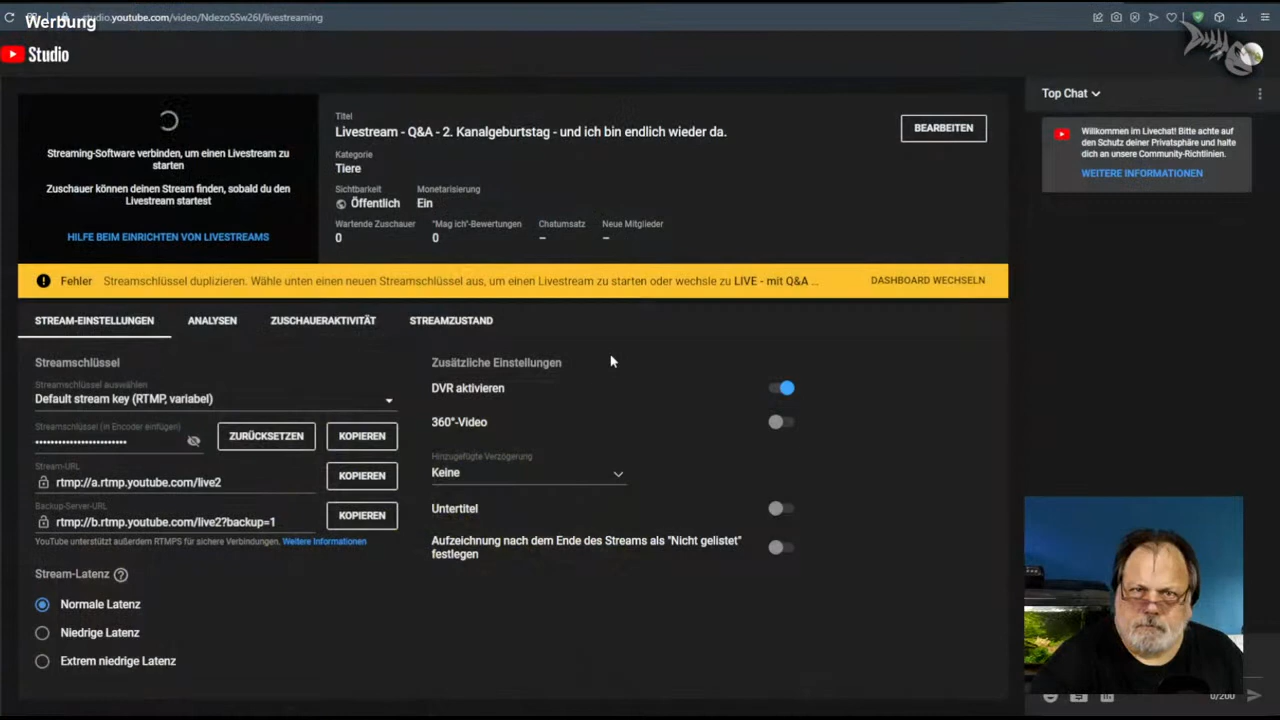 studio.youtube.com/video/Ndezo5Sw26I/livestreaming
Werbung
Studio
Top Chat
Willkommen im Livechat! Bitte achte auf
den Schutz deiner Privatsphäre und halte
dich an unsere Community-Richtlinien.
WEITERE INFORMATIONEN
Streaming-Software verbinden, um einen Livestream zu
starten
Zuschauer können deinen Stream finden, sobald du den
Livestream startest
HILFE BEIM EINRICHTEN VON LIVESTREAMS
Titel
Livestream - Q&A - 2. Kanalgeburtstag - und ich bin endlich wieder da.
BEARBEITEN
Kategorie
Tiere
Sichtbarkeit Monetarisierung
Öffentlich Ein
Wartende Zuschauer "Mag ich"-Bewertungen Chatumsatz Neue Mitglieder
0 0 – –
Fehler Streamschlüssel duplizieren. Wähle unten einen neuen Streamschlüssel aus, um einen Livestream zu starten oder wechsle zu LIVE - mit Q&A ... DASHBOARD WECHSELN
STREAM-EINSTELLUNGEN ANALYSEN ZUSCHAUERAKTIVITÄT STREAMZUSTAND
Streamschlüssel
Streamschlüssel auswählen
Default stream key (RTMP, variabel)
Streamschlüssel (in Encoder einfügen)
ZURÜCKSETZEN KOPIEREN
Stream-URL
rtmp://a.rtmp.youtube.com/live2 KOPIEREN
Backup-Server-URL
rtmp://b.rtmp.youtube.com/live2?backup=1 KOPIEREN
YouTube unterstützt außerdem RTMPS für sichere Verbindungen. Weitere Informationen
Stream-Latenz
Normale Latenz
Niedrige Latenz
Extrem niedrige Latenz
Zusätzliche Einstellungen
DVR aktivieren
360°-Video
Hinzugefügte Verzögerung
Keine
Untertitel
Aufzeichnung nach dem Ende des Streams als "Nicht gelistet"
festlegen
0/200